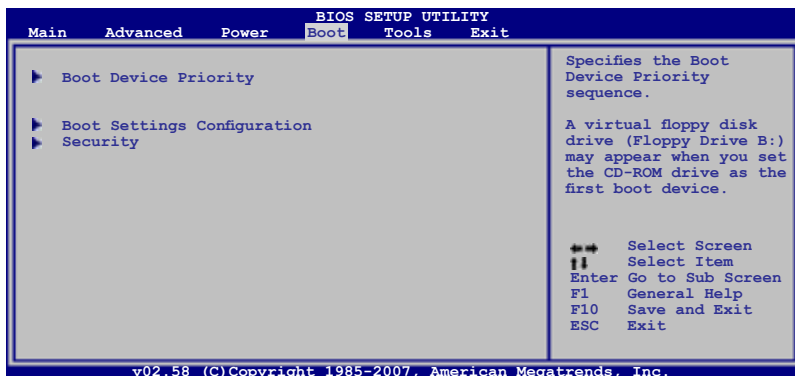 BIOS SETUP UTILITY
Main Advanced Power Boot Tools Exit
Boot Device Priority
Boot Settings Configuration
Security
Specifies the Boot
Device Priority
sequence.
A virtual floppy disk
drive (Floppy Drive B:)
may appear when you set
the CD-ROM drive as the
first boot device.
Select Screen
Select Item
Enter Go to Sub Screen
F1 General Help
F10 Save and Exit
ESC Exit
v02.58 (C)Copyright 1985-2007, American Megatrends, Inc.